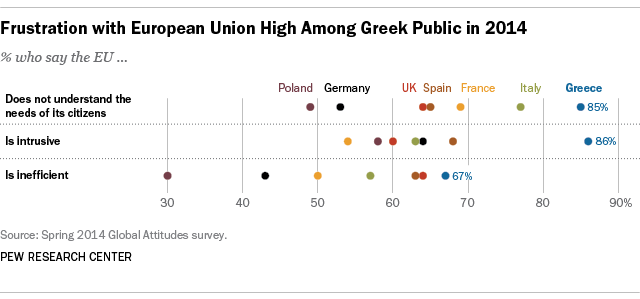 Frustration with European Union High Among Greek Public in 2014
% who say the EU ...
Poland Germany UK Spain France Italy Greece
Does not understand the
needs of its citizens
85%
Is intrusive 86%
Is inefficient 67%
30 40 50 60 70 80 90%
Source: Spring 2014 Global Attitudes survey.
PEW RESEARCH CENTER